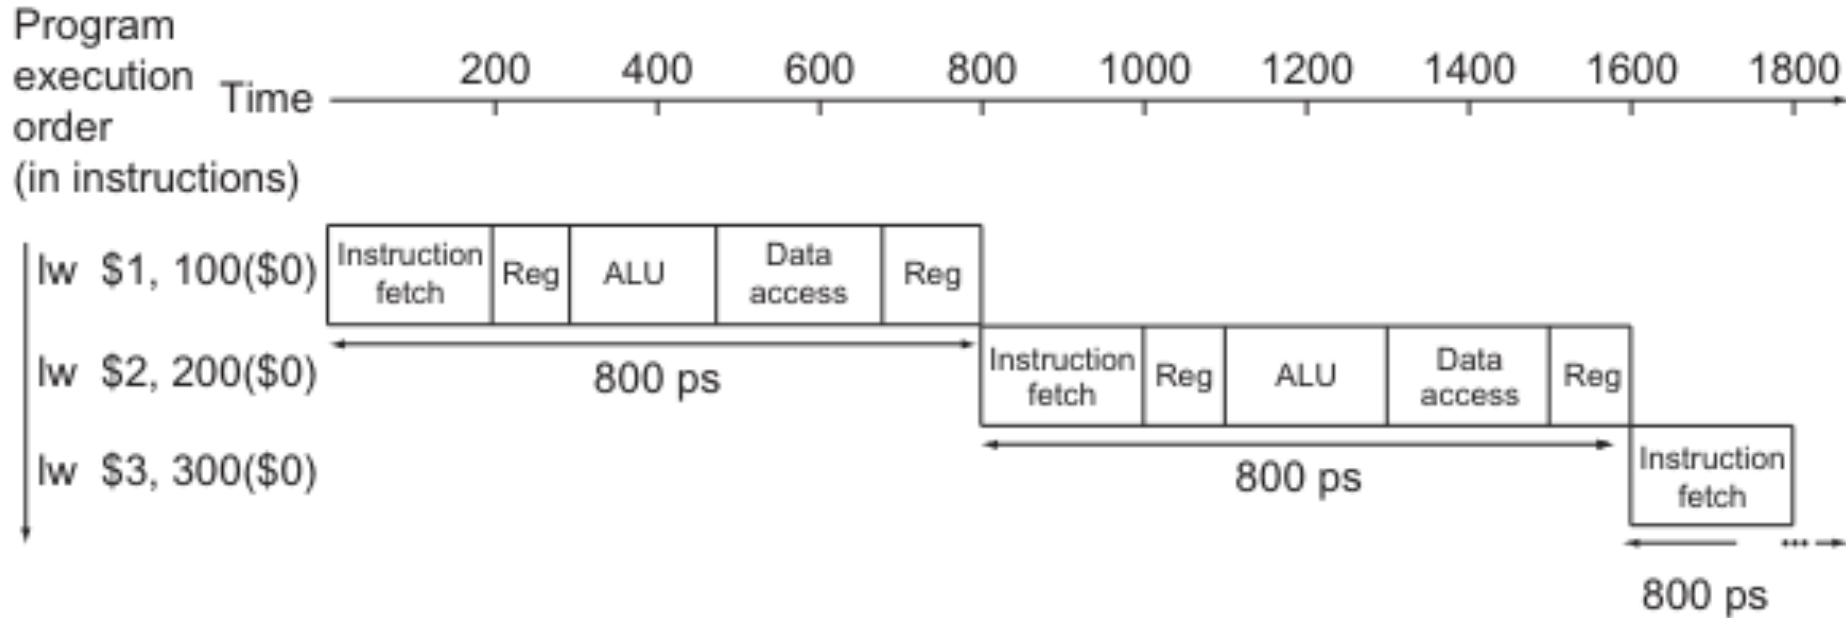 Program
execution
order
(in instructions)
Time
200 400 600 800 1000 1200 1400 1600 1800
lw $1, 100($0)
Instruction
fetch
Reg
ALU
Data
access
Reg
800 ps
lw $2, 200($0)
Instruction
fetch
Reg
ALU
Data
access
Reg
800 ps
lw $3, 300($0)
Instruction
fetch
800 ps